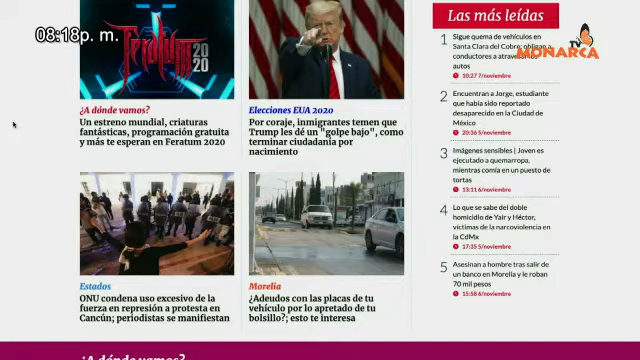 08:18p. m.
FERATUM
2020
¿A dónde vamos?
Un estreno mundial, criaturas
fantásticas, programación gratuita
y más te esperan en Feratum 2020
Elecciones EUA 2020
Por coraje, inmigrantes temen que
Trump les dé un "golpe bajo", como
terminar ciudadanía por
nacimiento
Estados
ONU condena uso excesivo de la
fuerza en represión a protesta en
Cancún; periodistas se manifiestan
Morelia
¿Adeudos con las placas de tu
vehículo por lo apretado de tu
bolsillo?; esto te interesa
Las más leídas
TV
MONARCA
1
Sigue quema de vehículos en
Santa Clara del Cobre; obligan a
conductores a atravesar
autos
10:27 7/noviembre
2
Encuentran a Jorge, estudiante
que había sido reportado
desaparecido en la Ciudad de
México
20:36 5/noviembre
3
Imágenes sensibles | Joven es
ejecutado a quemarropa,
mientras comía en un puesto de
tortas
13:11 6/noviembre
4
Lo que se sabe del doble
homicidio de Yair y Héctor,
víctimas de la narcoviolencia en
la CdMx
17:35 5/noviembre
5
Asesinan a hombre tras salir de
un banco en Morelia y le roban
70 mil pesos
15:58 6/noviembre
¿A dónde vamos?